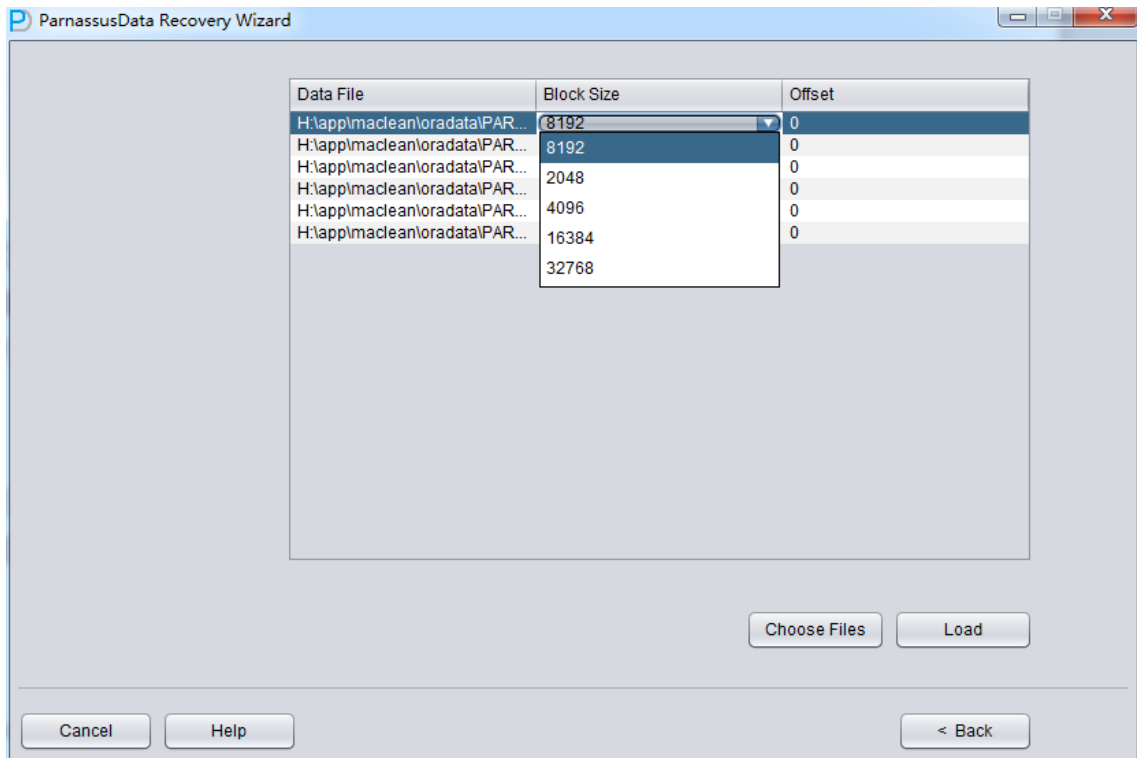 ParnassusData Recovery Wizard
Data File Block Size Offset
H:\app\maclean\oradata\PAR... 8192 0
H:\app\maclean\oradata\PAR... 0
H:\app\maclean\oradata\PAR... 0
H:\app\maclean\oradata\PAR... 0
H:\app\maclean\oradata\PAR... 0
H:\app\maclean\oradata\PAR... 0
8192
2048
4096
16384
32768
Choose Files Load
Cancel Help < Back